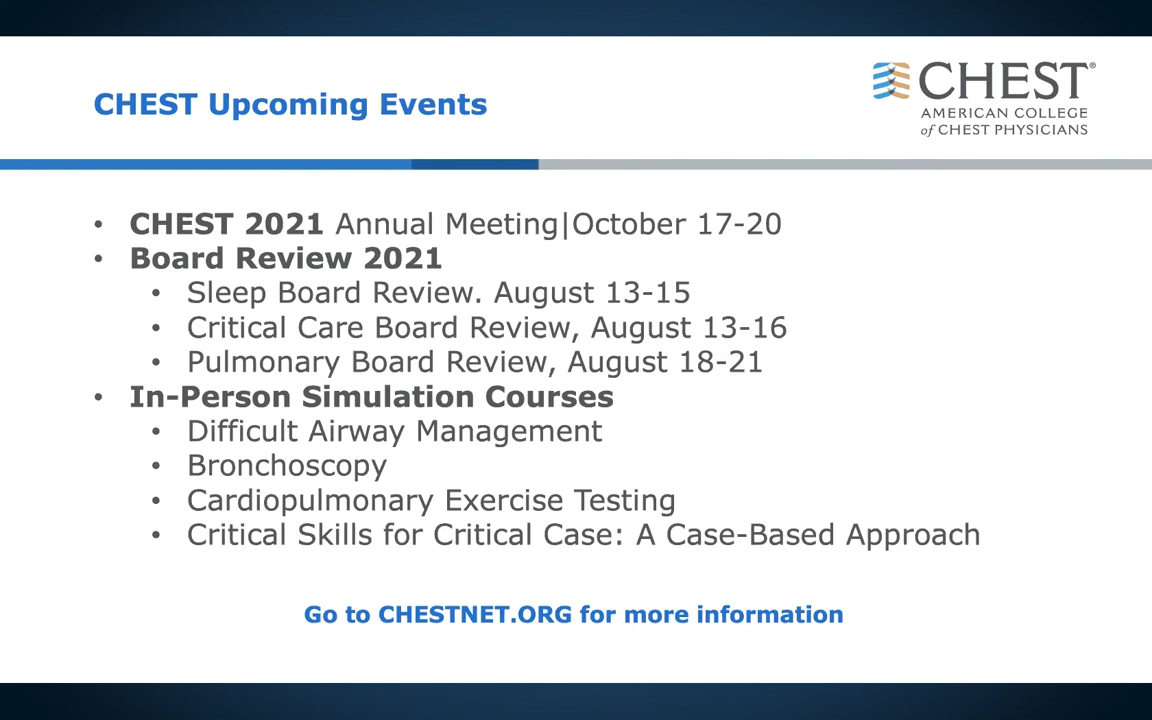 CHEST Upcoming Events
CHEST®
AMERICAN COLLEGE
of CHEST PHYSICIANS
• CHEST 2021 Annual Meeting|October 17-20
• Board Review 2021
• Sleep Board Review. August 13-15
• Critical Care Board Review, August 13-16
• Pulmonary Board Review, August 18-21
• In-Person Simulation Courses
• Difficult Airway Management
• Bronchoscopy
• Cardiopulmonary Exercise Testing
• Critical Skills for Critical Case: A Case-Based Approach
Go to CHESTNET.ORG for more information